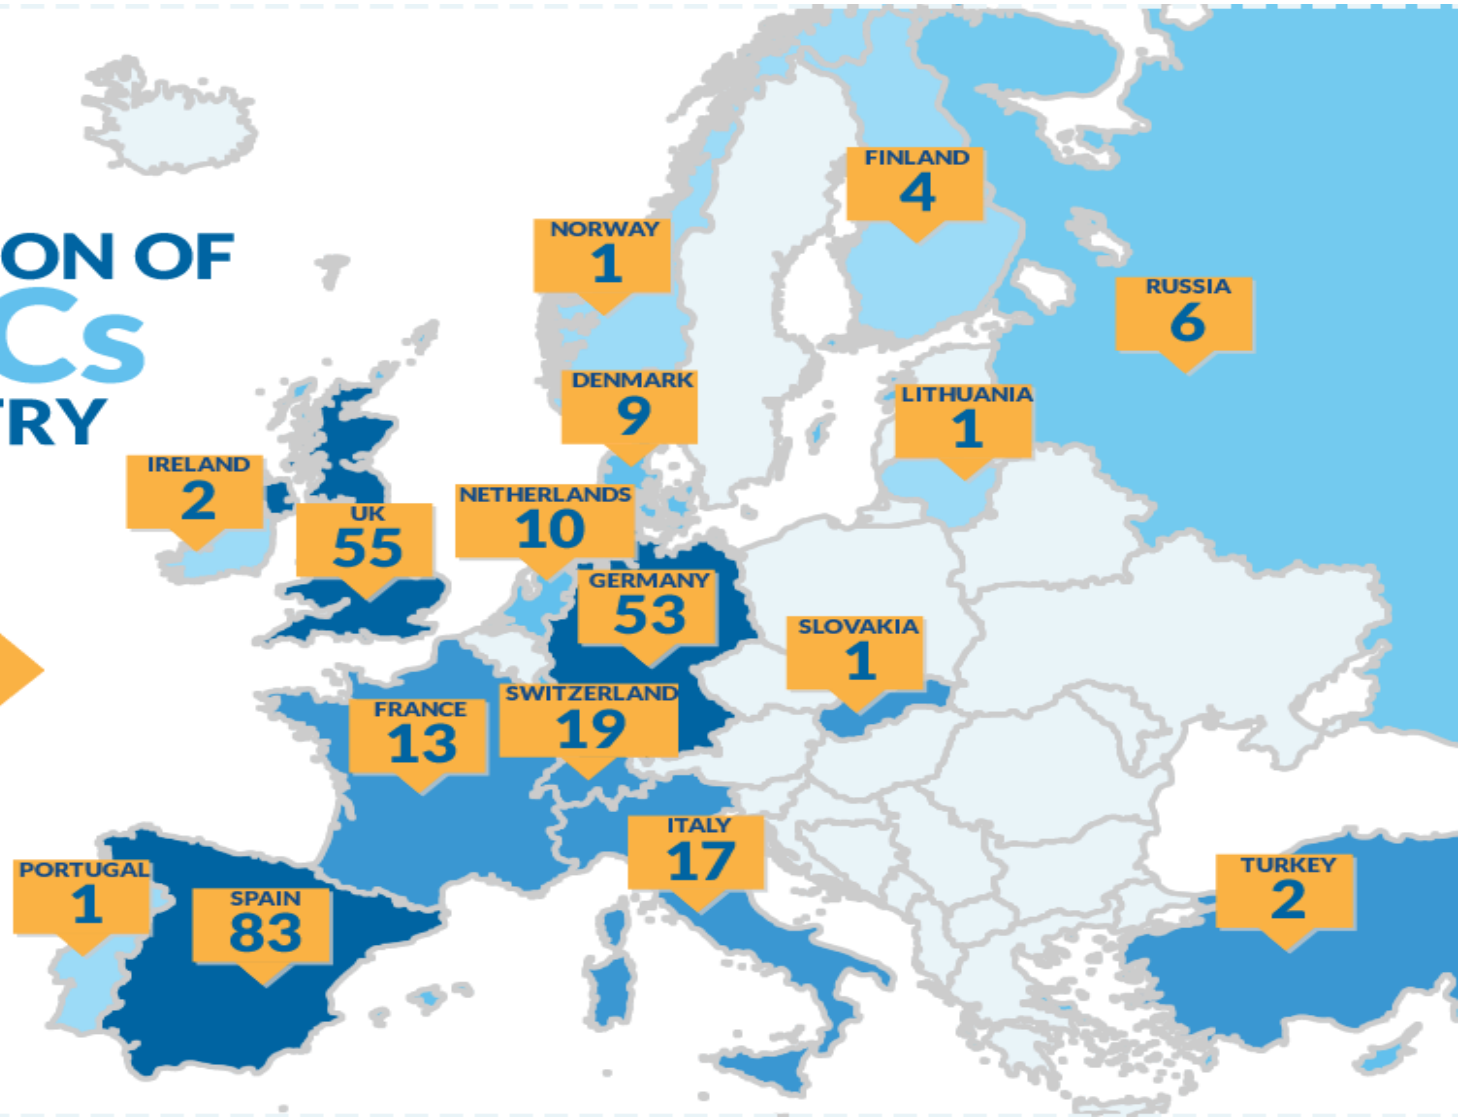 ON OF
Cs
TRY
FINLAND
4
NORWAY
1
RUSSIA
6
DENMARK
9
LITHUANIA
1
IRELAND
2
NETHERLANDS
10
UK
55
GERMANY
53
SLOVAKIA
1
SWITZERLAND
19
FRANCE
13
ITALY
17
TURKEY
2
PORTUGAL
1
SPAIN
83